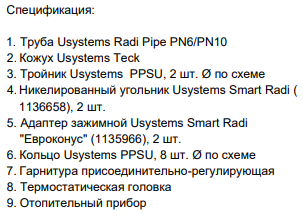 Спецификация:
1. Труба Usystems Radi Pipe PN6/PN10
2. Кожух Usystems Teck
3. Тройник Usystems PPSU, 2 шт. Ø по схеме
4. Никелированный угольник Usystems Smart Radi (
1136658), 2 шт.
5. Адаптер зажимной Usystems Smart Radi
"Евроконус" (1135966), 2 шт.
6. Кольцо Usystems PPSU, 8 шт. Ø по схеме
7. Гарнитура присоединительно-регулирующая
8. Термостатическая головка
9. Отопительный прибор